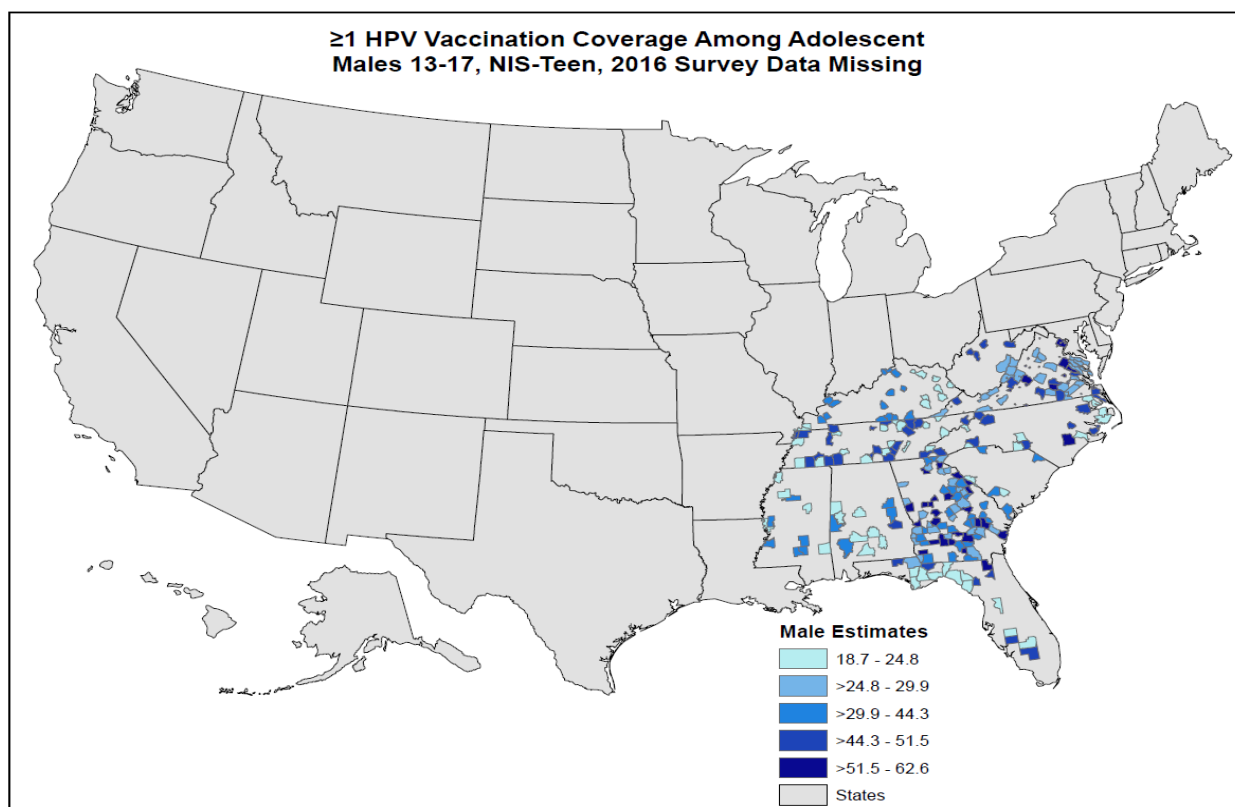 ≥1 HPV Vaccination Coverage Among Adolescent
Males 13-17, NIS-Teen, 2016 Survey Data Missing
Male Estimates
18.7 - 24.8
>24.8 - 29.9
>29.9 - 44.3
>44.3 - 51.5
>51.5 - 62.6
States